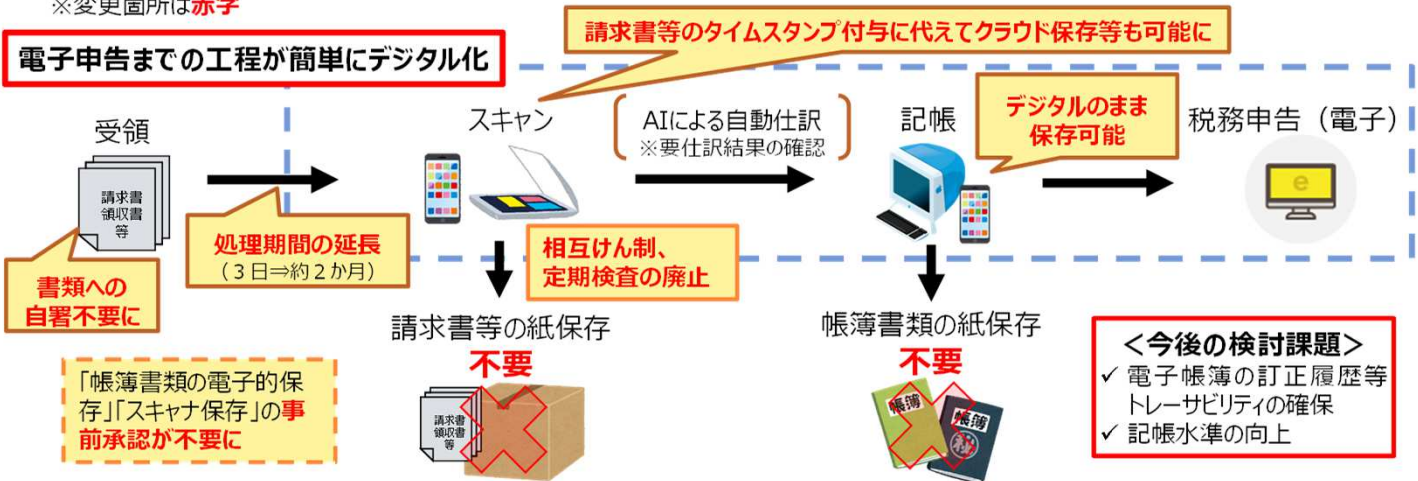 ※変更箇所は赤字
電子申告までの工程が簡単にデジタル化
請求書等のタイムスタンプ付与に代えてクラウド保存等も可能に
受領
スキャン
AIによる自動仕訳
※要仕訳結果の確認
記帳
デジタルのまま
保存可能
税務申告（電子）
請求書
領収書
等
e
処理期間の延長
（３日⇒約２か月）
相互けん制、
定期検査の廃止
書類への
自署不要に
請求書等の紙保存
不要
帳簿書類の紙保存
不要
「帳簿書類の電子的保
存」「スキャナ保存」の事
前承認が不要に
請求書
領収書
等
帳簿
帳簿
＜今後の検討課題＞
✓ 電子帳簿の訂正履歴等
トレーサビリティの確保
✓ 記帳水準の向上